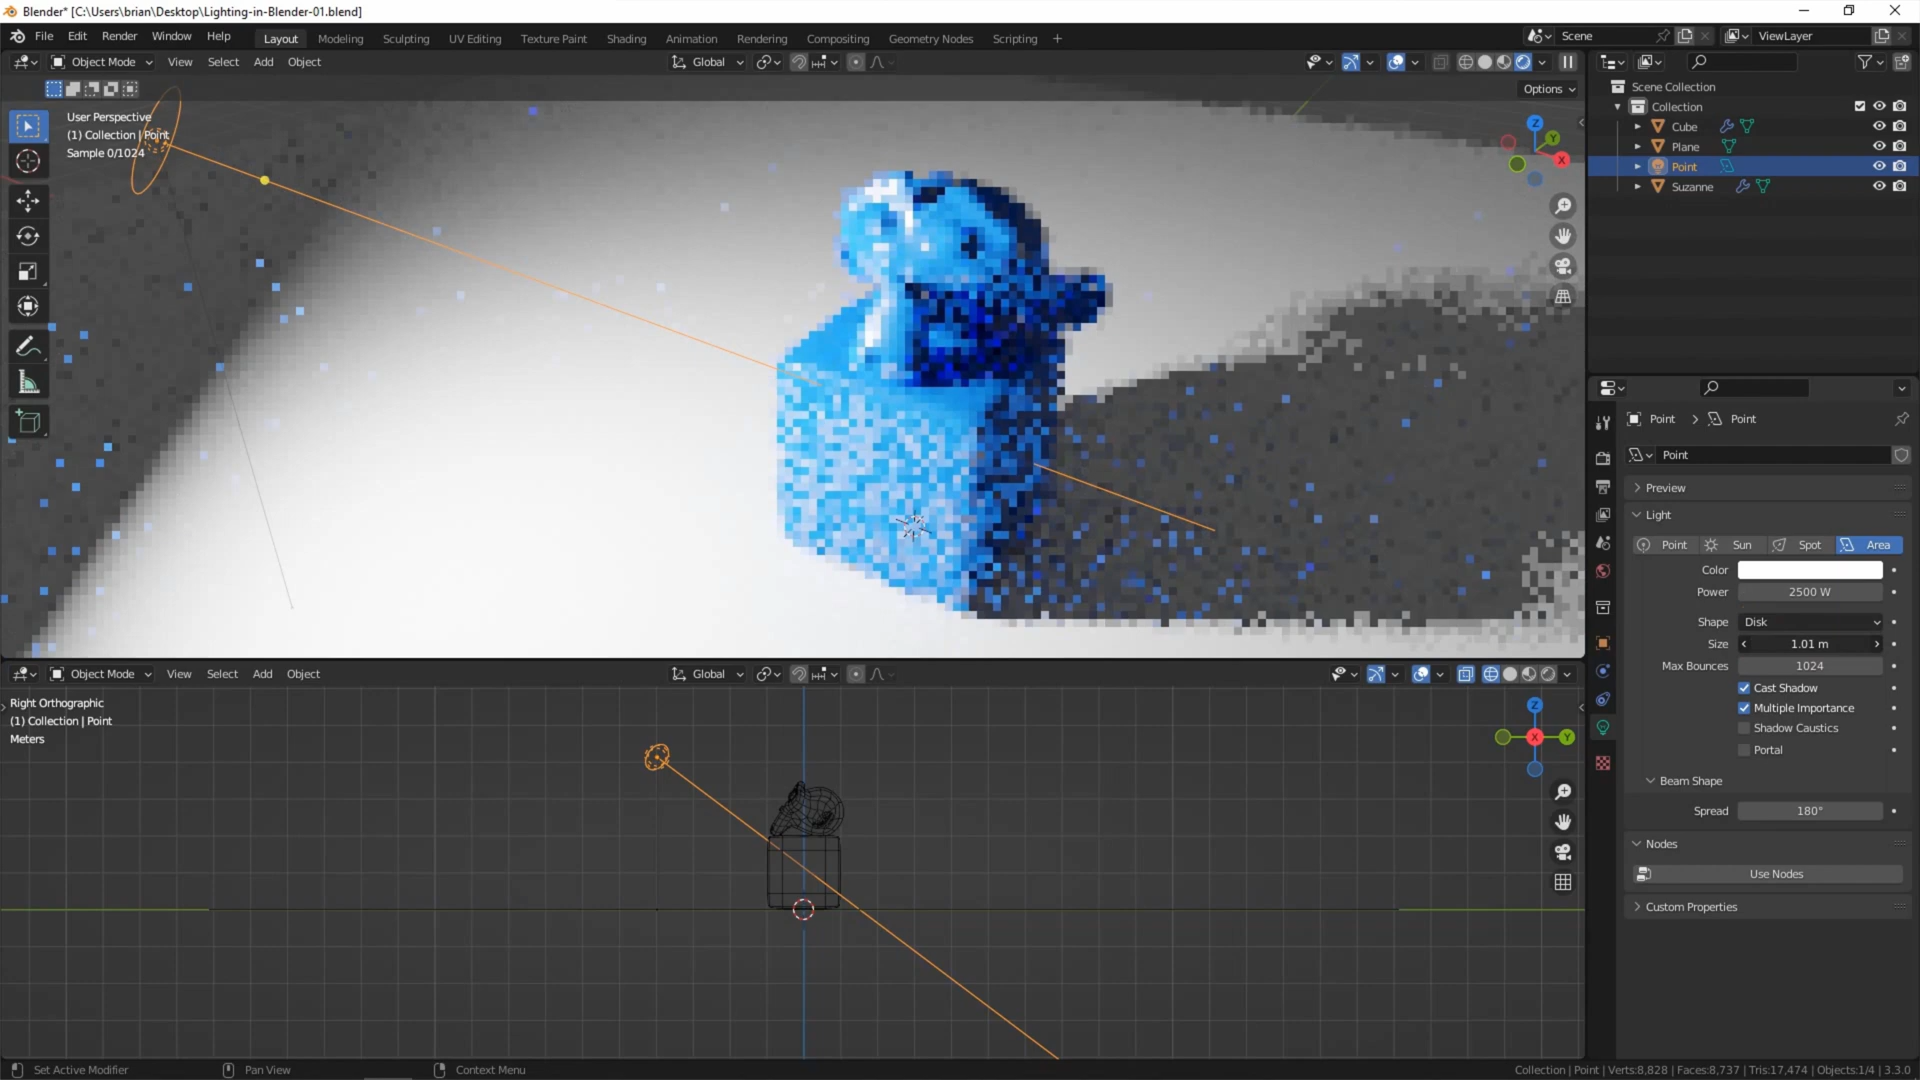 Blender* [C:\Users\brian\Desktop\Lighting-in-Blender-01.blend]
File Edit Render Window Help Layout Modeling Sculpting UV Editing Texture Paint Shading Animation Rendering Compositing Geometry Nodes Scripting + Scene ViewLayer
Object Mode View Select Add Object Global
Options
User Perspective
(1) Collection | Point
Sample 0/1024
Z
Y
X
Scene Collection
Collection
Cube
Plane
Point
Suzanne
Point > Point
Point
Preview
Light
Point Sun Spot Area
Color
Power 2500 W
Shape Disk
Size 1.01 m
Max Bounces 1024
Cast Shadow
Multiple Importance
Shadow Caustics
Portal
Beam Shape
Spread 180°
Nodes
Use Nodes
Custom Properties
Object Mode View Select Add Object Global
Right Orthographic
(1) Collection | Point
Meters
Z
X
Y
Set Active Modifier Pan View Context Menu Collection | Point | Verts:8,828 | Faces:8,737 | Tris:17,474 | Objects:1/4 | 3.3.0